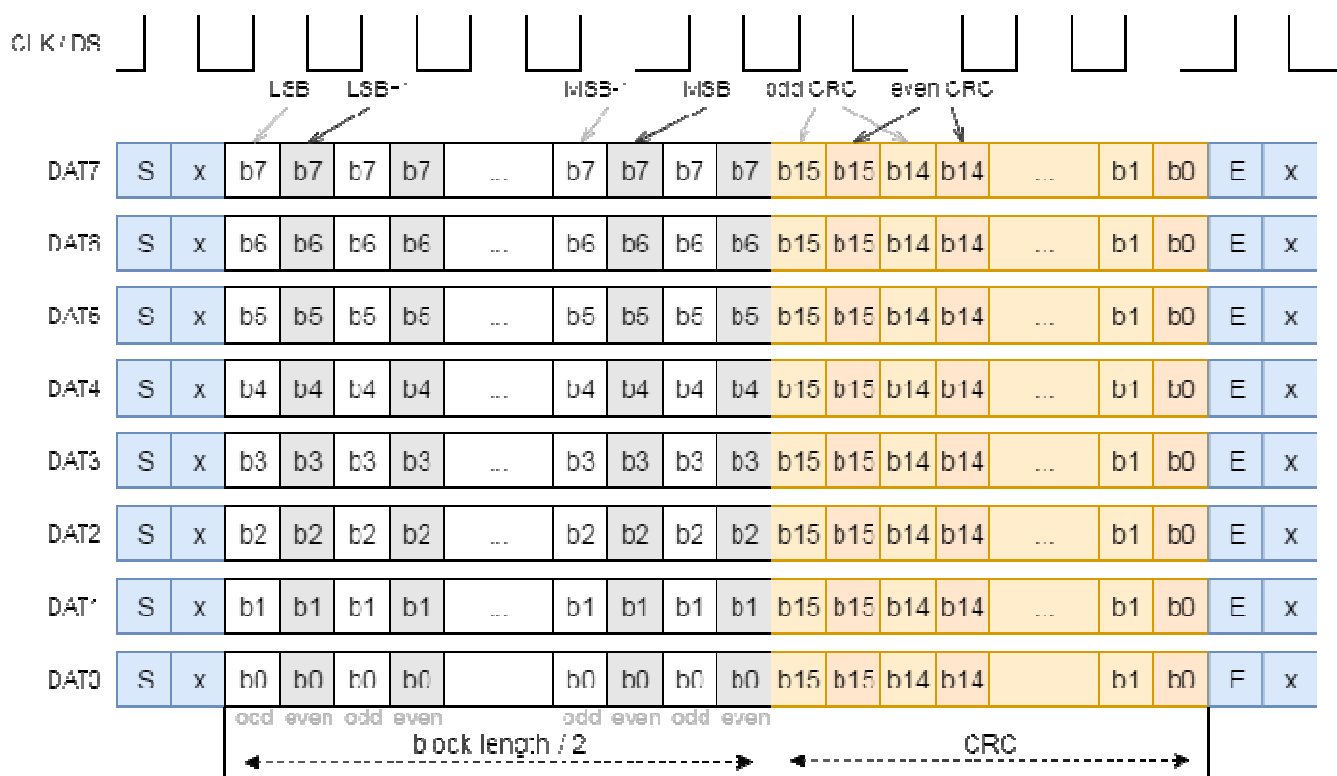 CLK / DS
LSB LSB-1 MSB-1 MSB odd CRC even CRC
DAT7 S x b7 b7 b7 b7 ... b7 b7 b7 b7 b15 b15 b14 b14 ... b1 b0 E x
DAT6 S x b6 b6 b6 b6 ... b6 b6 b6 b6 b15 b15 b14 b14 ... b1 b0 E x
DAT5 S x b5 b5 b5 b5 ... b5 b5 b5 b5 b15 b15 b14 b14 ... b1 b0 E x
DAT4 S x b4 b4 b4 b4 ... b4 b4 b4 b4 b15 b15 b14 b14 ... b1 b0 E x
DAT3 S x b3 b3 b3 b3 ... b3 b3 b3 b3 b15 b15 b14 b14 ... b1 b0 E x
DAT2 S x b2 b2 b2 b2 ... b2 b2 b2 b2 b15 b15 b14 b14 ... b1 b0 E x
DAT1 S x b1 b1 b1 b1 ... b1 b1 b1 b1 b15 b15 b14 b14 ... b1 b0 E x
DAT0 S x b0 b0 b0 b0 b0 b0 b0 b0 b15 b15 b14 b14 b1 b0 E x
odd even odd even odd even odd even
block length / 2 CRC